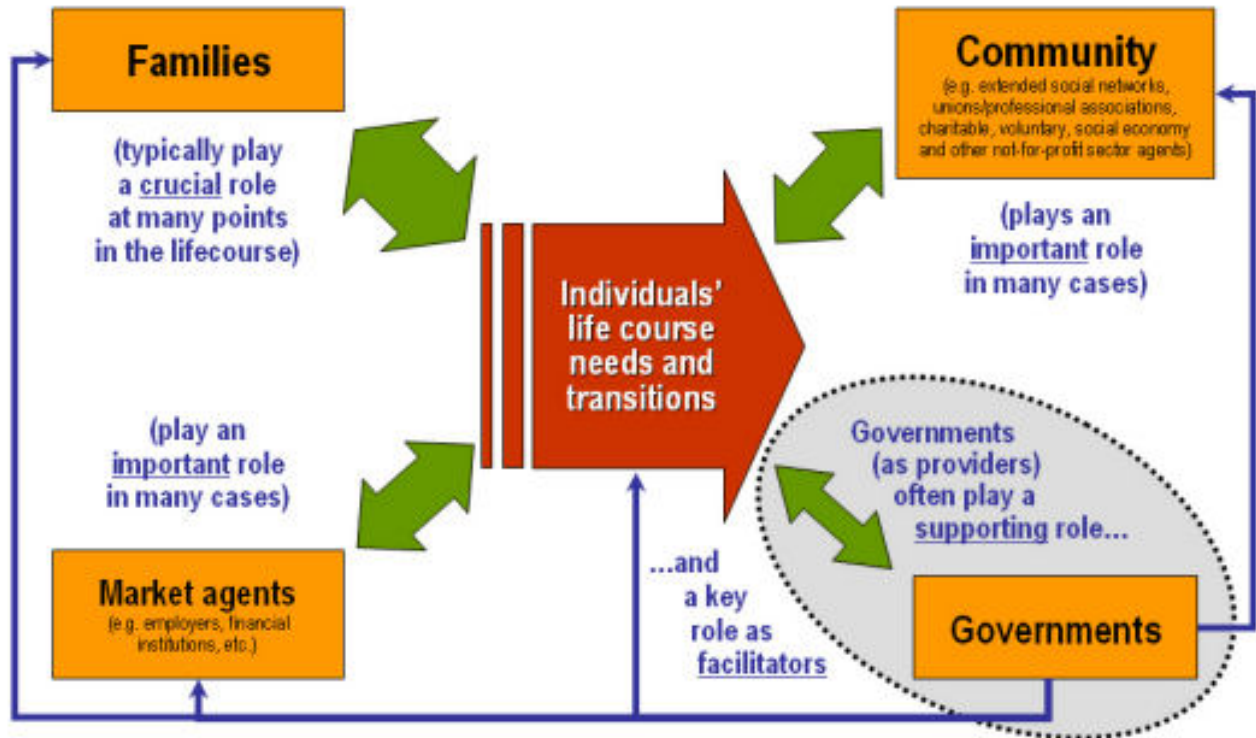 Families
(typically play
a crucial role
at many points
in the lifecourse)
Community
(e.g. extended social networks,
unions/professional associations,
charitable, voluntary, social economy
and other not-for-profit sector agents)
(plays an
important role
in many cases)
Individuals'
life course
needs and
transitions
(play an
important role
in many cases)
Market agents
(e.g. employers, financial
institutions, etc.)
Governments
(as providers)
often play a
supporting role...
...and
a key
role as
facilitators
Governments